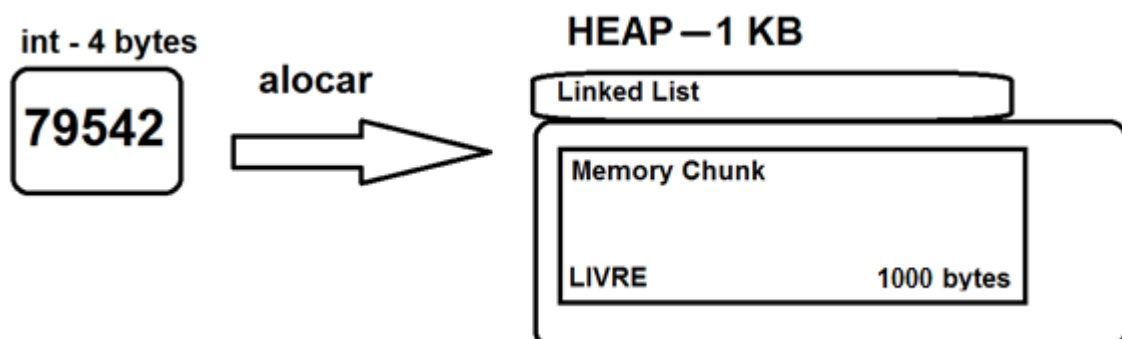 int - 4 bytes
79542
alocar
HEAP — 1 KB
Linked List
Memory Chunk
LIVRE 1000 bytes